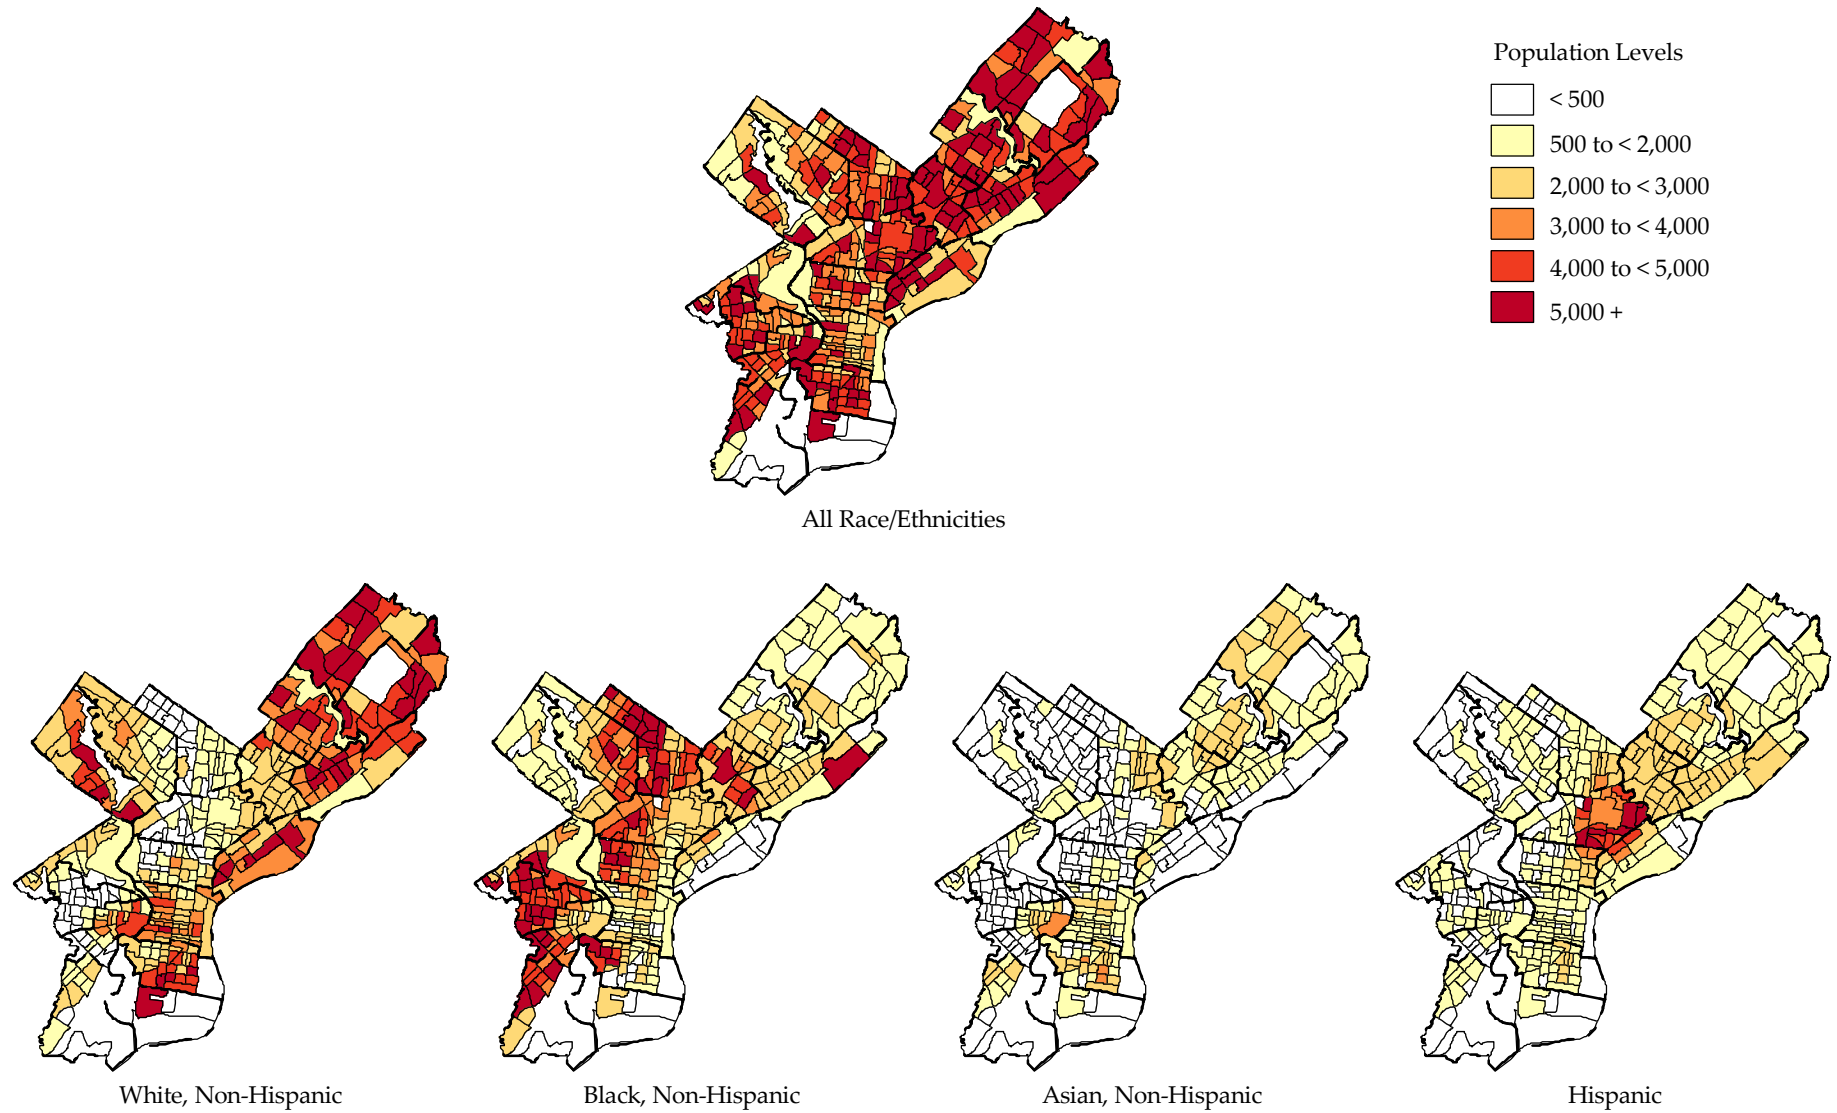 Population Levels
< 500
500 to < 2,000
2,000 to < 3,000
3,000 to < 4,000
4,000 to < 5,000
5,000 +
All Race/Ethnicities
White, Non-Hispanic
Black, Non-Hispanic
Asian, Non-Hispanic
Hispanic